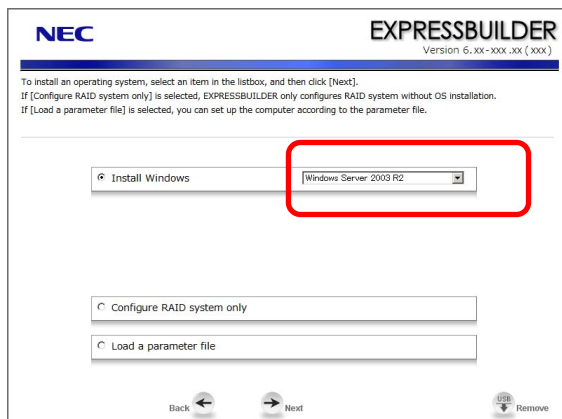 NEC
EXPRESSBUILDER
Version 6.xx-xxx.xx(xxx)
To install an operating system, select an item in the listbox, and then click [Next].
If [Configure RAID system only] is selected, EXPRESSBUILDER only configures RAID system without OS installation.
If [Load a parameter file] is selected, you can set up the computer according to the parameter file.
Install Windows
Windows Server 2003 R2
Configure RAID system only
Load a parameter file
Back
Next
USB
Remove